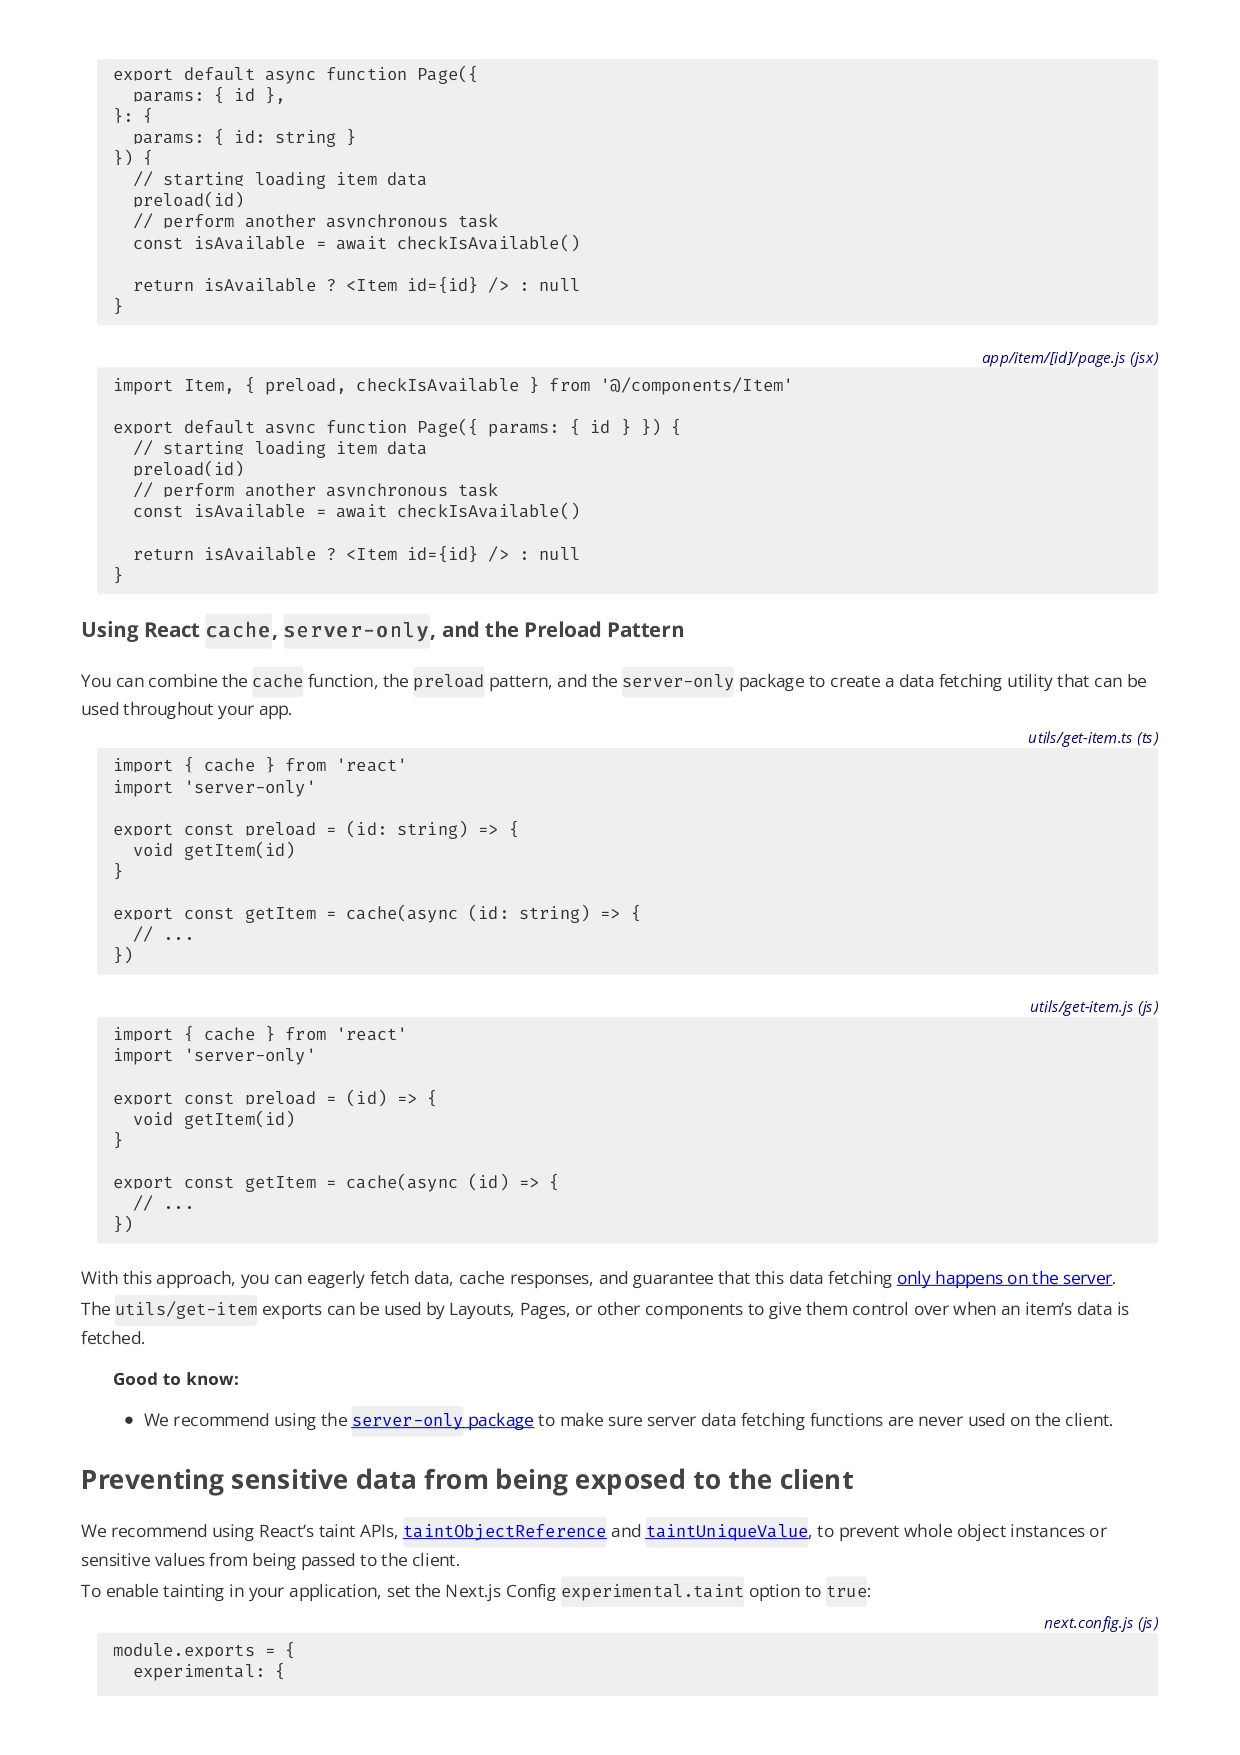 export default async function Page({
  params: { id },
}: {
  params: { id: string }
}) {
  // starting loading item data
  preload(id)
  // perform another asynchronous task
  const isAvailable = await checkIsAvailable()

  return isAvailable ? <Item id={id} /> : null
}
app/item/[id]/page.js (jsx)
import Item, { preload, checkIsAvailable } from '@/components/Item'

export default async function Page({ params: { id } }) {
  // starting loading item data
  preload(id)
  // perform another asynchronous task
  const isAvailable = await checkIsAvailable()

  return isAvailable ? <Item id={id} /> : null
}
Using React cache, server-only, and the Preload Pattern
You can combine the cache function, the preload pattern, and the server-only package to create a data fetching utility that can be
used throughout your app.
utils/get-item.ts (ts)
import { cache } from 'react'
import 'server-only'

export const preload = (id: string) => {
  void getItem(id)
}

export const getItem = cache(async (id: string) => {
  // ...
})
utils/get-item.js (js)
import { cache } from 'react'
import 'server-only'

export const preload = (id) => {
  void getItem(id)
}

export const getItem = cache(async (id) => {
  // ...
})
With this approach, you can eagerly fetch data, cache responses, and guarantee that this data fetching only happens on the server.
The utils/get-item exports can be used by Layouts, Pages, or other components to give them control over when an item’s data is
fetched.
Good to know:
• We recommend using the server-only package to make sure server data fetching functions are never used on the client.
Preventing sensitive data from being exposed to the client
We recommend using React’s taint APIs, taintObjectReference and taintUniqueValue, to prevent whole object instances or
sensitive values from being passed to the client.
To enable tainting in your application, set the Next.js Config experimental.taint option to true:
next.config.js (js)
module.exports = {
  experimental: {